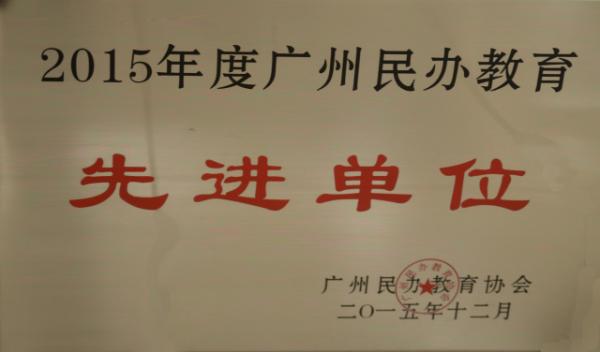 2015年度广州民办教育
先进单位
广州民办教育协会
二〇一五年十二月